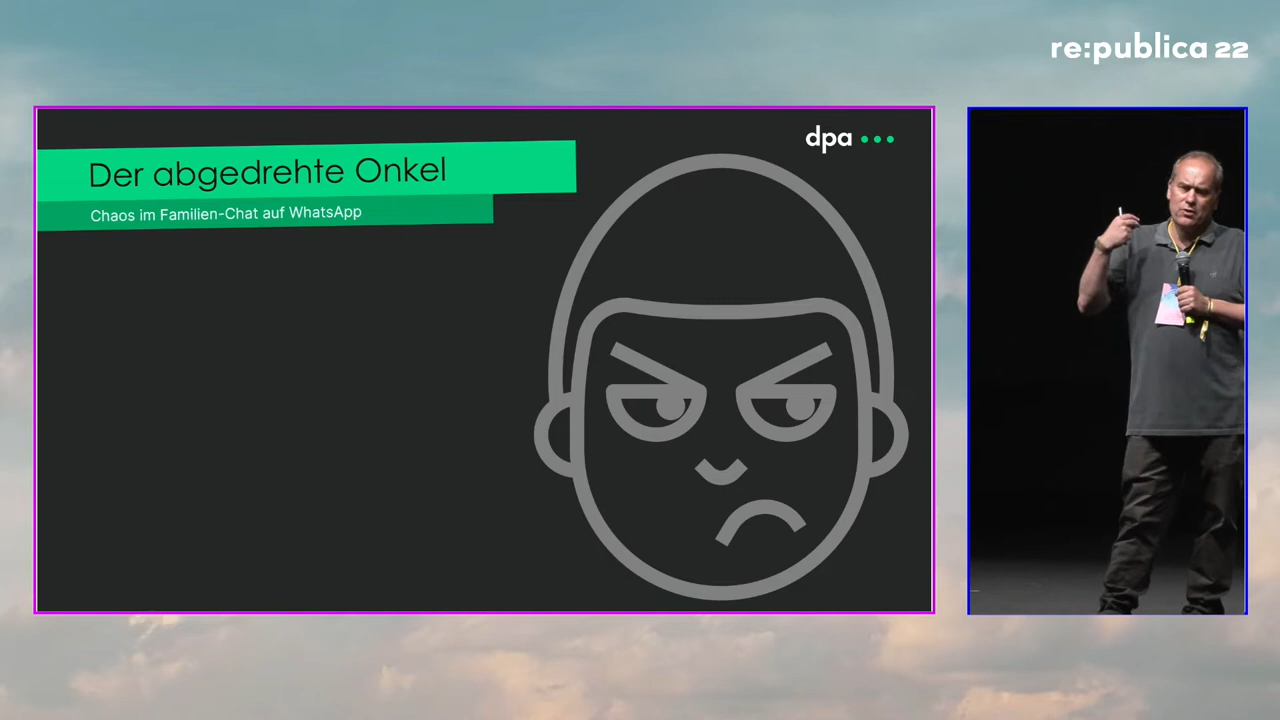 re:publica 22
dpa
Der abgedrehte Onkel
Chaos im Familien-Chat auf WhatsApp